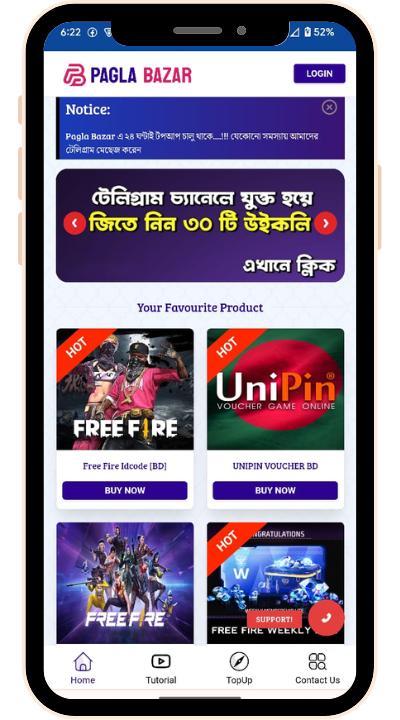 6:22
52%
PAGLA BAZAR
LOGIN
Notice:
Pagla Bazar এ ২৪ ঘন্টাই টপআপ চালু থাকে....!!! যেকোনো সমস্যায় আমাদের
টেলিগ্রাম মেছেজ করেন
টেলিগ্রাম চ্যানেলে যুক্ত হয়ে
জিতে নিন ৩০ টি উইকলি
এখানে ক্লিক
Your Favourite Product
HOT
FREE FIRE
HOT
UniPin
VOUCHER GAME ONLINE
Free Fire Idcode [BD]
UNIPIN VOUCHER BD
BUY NOW
BUY NOW
FREE FIRE
HOT
NGRATULATIONS
W
FREE FIRE WEEKLY
SUPPORT!
Home
Tutorial
TopUp
Contact Us